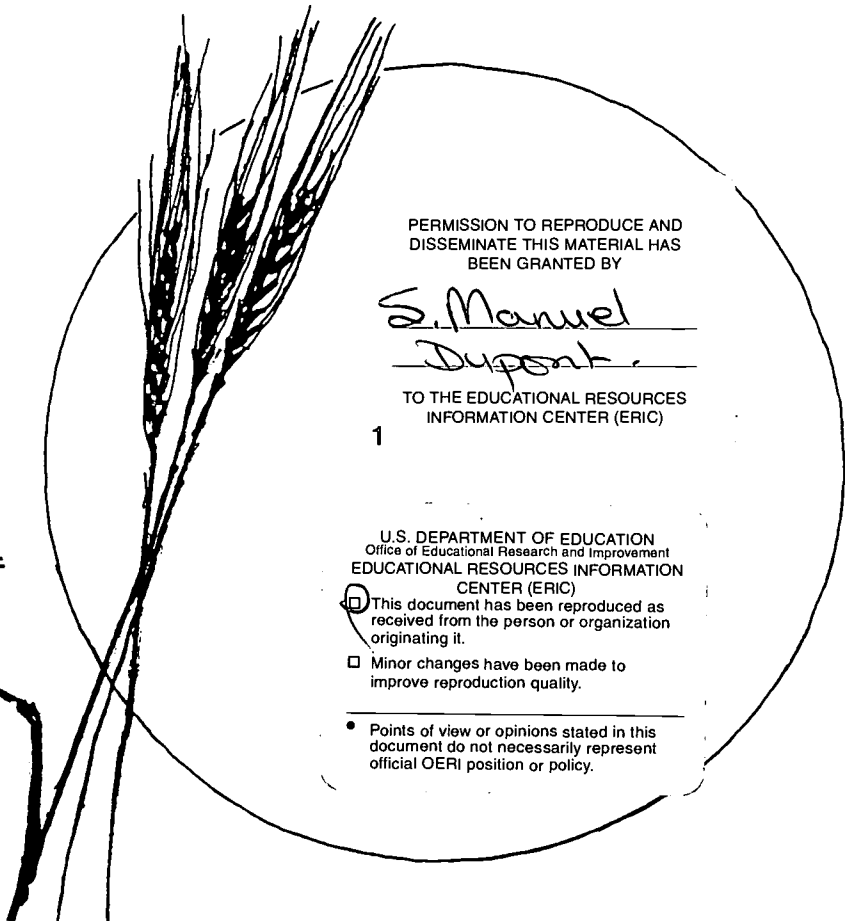 PERMISSION TO REPRODUCE AND
DISSEMINATE THIS MATERIAL HAS
BEEN GRANTED BY
S. Manuel
Dupont.
TO THE EDUCATIONAL RESOURCES
INFORMATION CENTER (ERIC)
1
U.S. DEPARTMENT OF EDUCATION
Office of Educational Research and Improvement
EDUCATIONAL RESOURCES INFORMATION
CENTER (ERIC)
This document has been reproduced as
received from the person or organization
originating it.
Minor changes have been made to
improve reproduction quality.
• Points of view or opinions stated in this
document do not necessarily represent
official OERI position or policy.